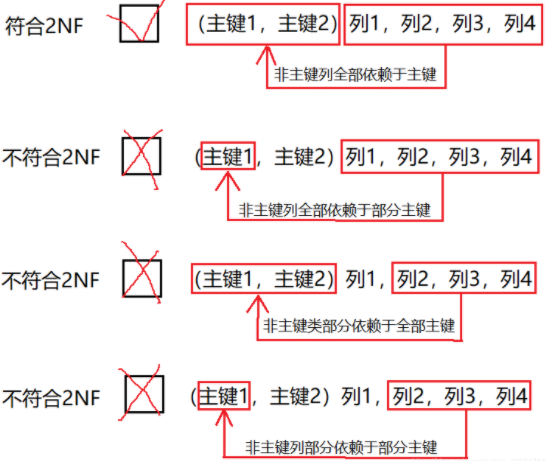 符合2NF (主键1，主键2) 列1，列2，列3，列4
非主键列全部依赖于主键
不符合2NF (主键1，主键2) 列1，列2，列3，列4
非主键列全部依赖于部分主键
不符合2NF (主键1，主键2) 列1，列2，列3，列4
非主键类部分依赖于全部主键
不符合2NF (主键1，主键2) 列1，列2，列3，列4
非主键列部分依赖于部分主键